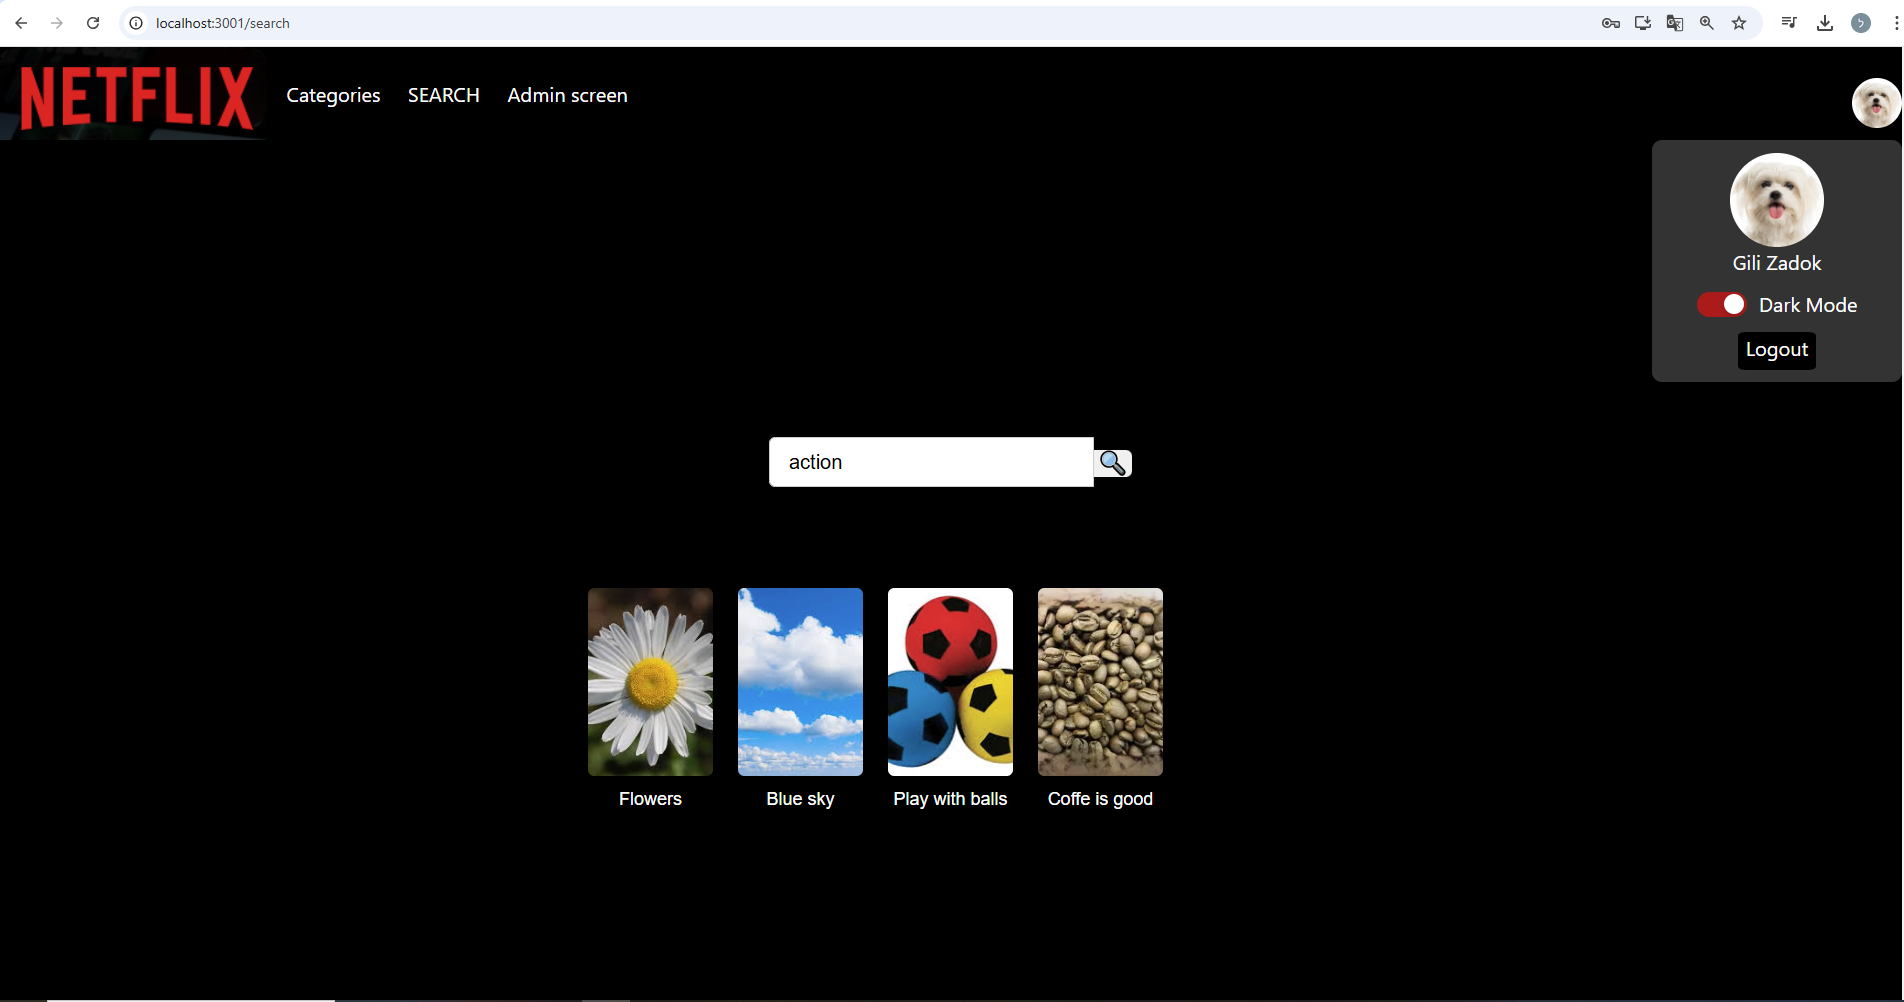 localhost:3001/search
NETFLIX
Categories
SEARCH
Admin screen
Gili Zadok
Dark Mode
Logout
action
Flowers
Blue sky
Play with balls
Coffe is good